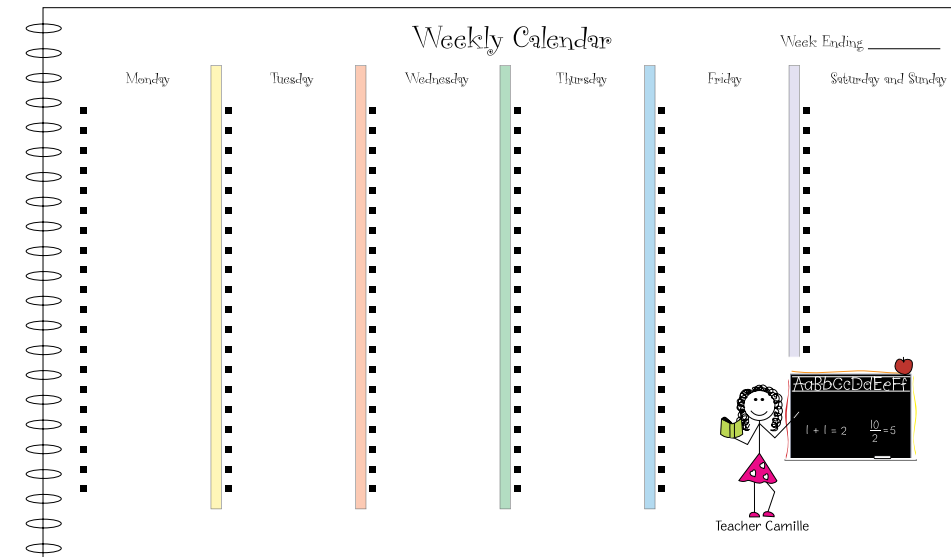 Weekly Calendar
Week Ending
Monday
Tuesday
Wednesday
Thursday
Friday
Saturday and Sunday
AaBbCcDdEeFf
1 + 1 = 2
10
2 =5
Teacher Camille